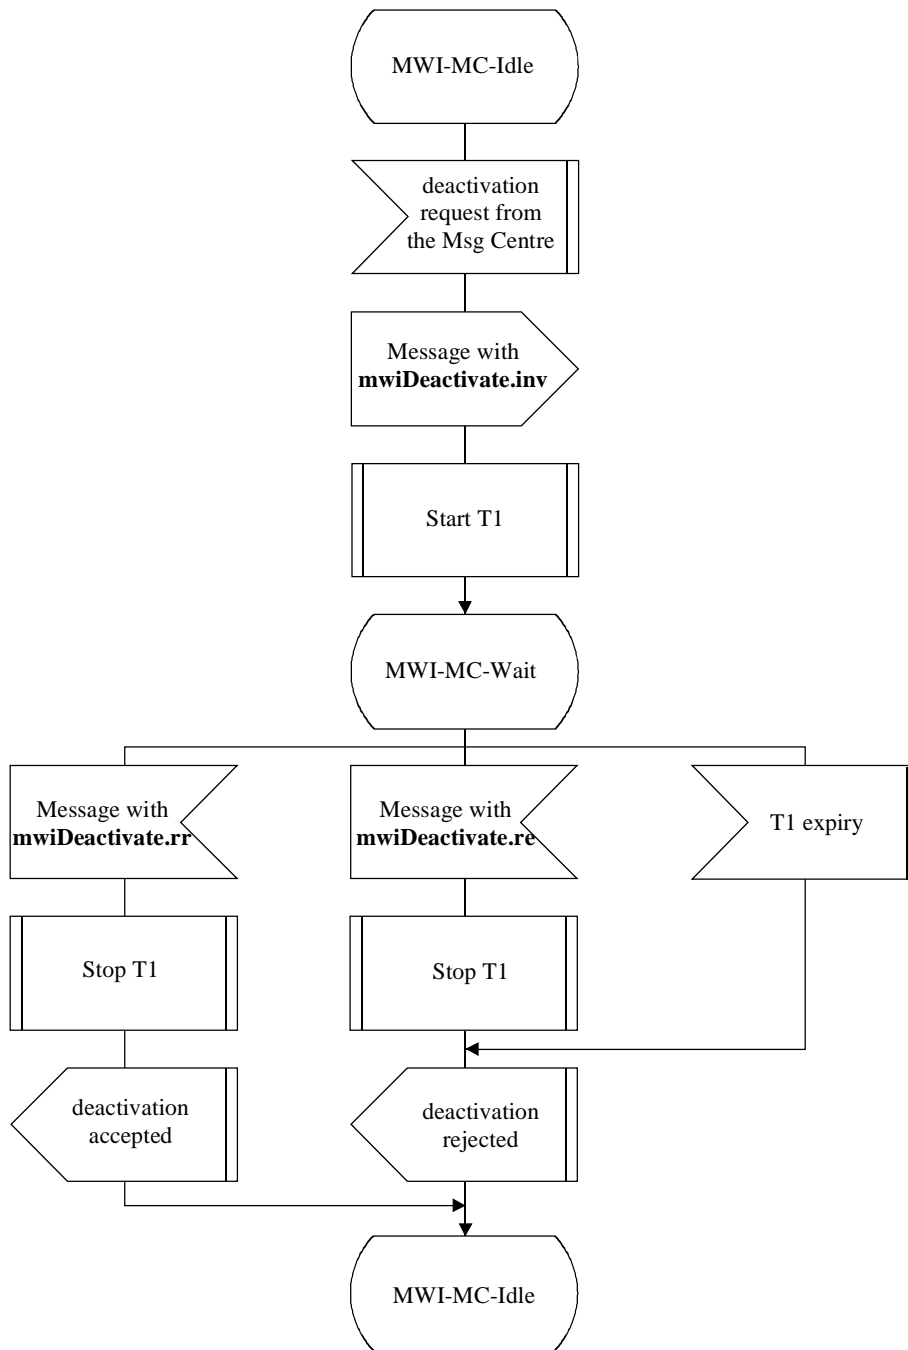 MWI-MC-Idle
deactivation
request from
the Msg Centre
Message with
mwiDeactivate.inv
Start T1
MWI-MC-Wait
Message with
mwiDeactivate.rr
Message with
mwiDeactivate.re
T1 expiry
Stop T1
Stop T1
deactivation
accepted
deactivation
rejected
MWI-MC-Idle